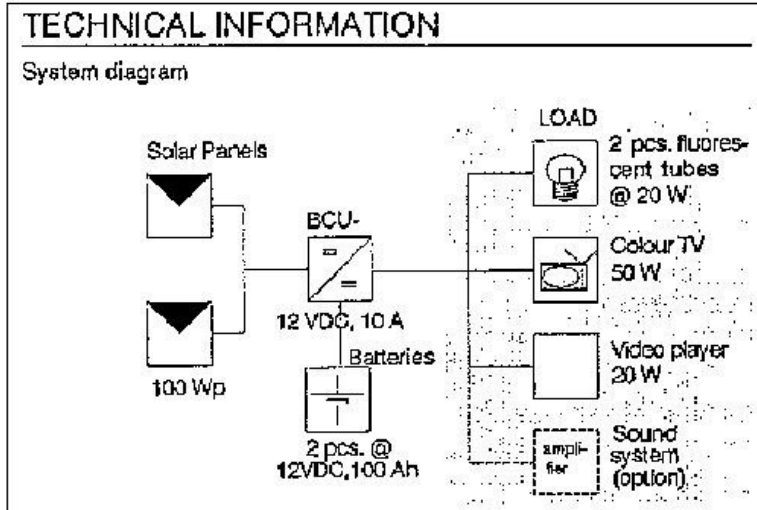 TECHNICAL INFORMATION
System diagram
LOAD
Solar Panels
2 pcs. fluores-
cent tubes
@ 20 W
BCU-
Colour TV
50 W
12 VDC, 10 A
Batteries
Video player
20 W
100 Wp
2 pcs. @
12VDC, 100 Ah
ampli-
fier
Sound
system
(option)